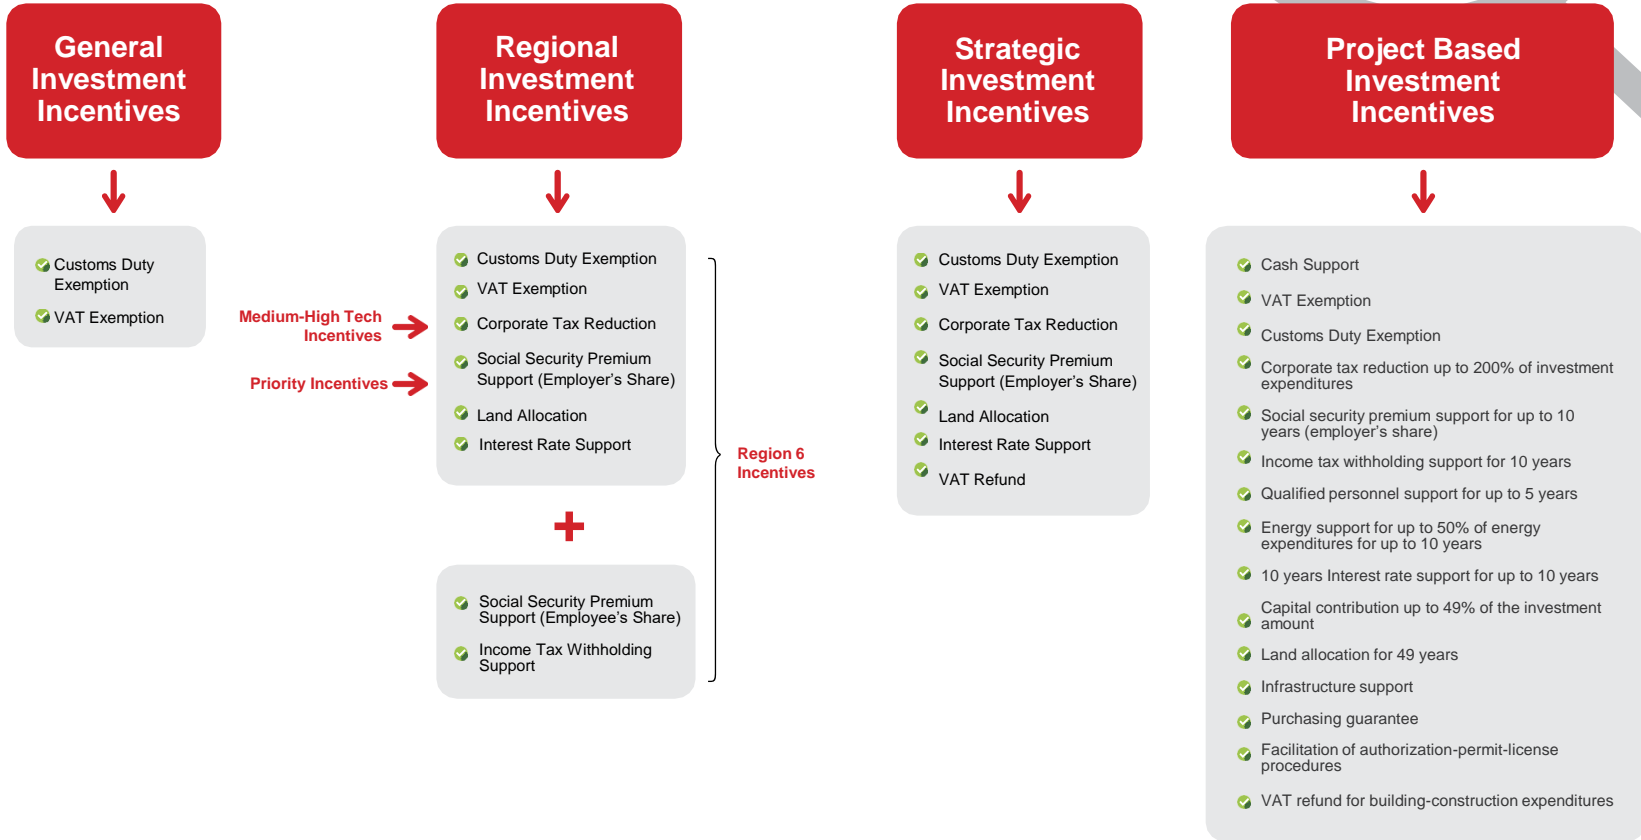 General
Investment
Incentives
Customs Duty
Exemption
VAT Exemption
Regional
Investment
Incentives
Medium-High Tech
Incentives
Priority Incentives
Customs Duty Exemption
VAT Exemption
Corporate Tax Reduction
Social Security Premium
Support (Employer's Share)
Land Allocation
Interest Rate Support
+
Social Security Premium
Support (Employee's Share)
Income Tax Withholding
Support
Region 6
Incentives
Strategic
Investment
Incentives
Customs Duty Exemption
VAT Exemption
Corporate Tax Reduction
Social Security Premium
Support (Employer's Share)
Land Allocation
Interest Rate Support
VAT Refund
Project Based
Investment
Incentives
Cash Support
VAT Exemption
Customs Duty Exemption
Corporate tax reduction up to 200% of investment
expenditures
Social security premium support for up to 10
years (employer's share)
Income tax withholding support for 10 years
Qualified personnel support for up to 5 years
Energy support for up to 50% of energy
expenditures for up to 10 years
10 years Interest rate support for up to 10 years
Capital contribution up to 49% of the investment
amount
Land allocation for 49 years
Infrastructure support
Purchasing guarantee
Facilitation of authorization-permit-license
procedures
VAT refund for building-construction expenditures